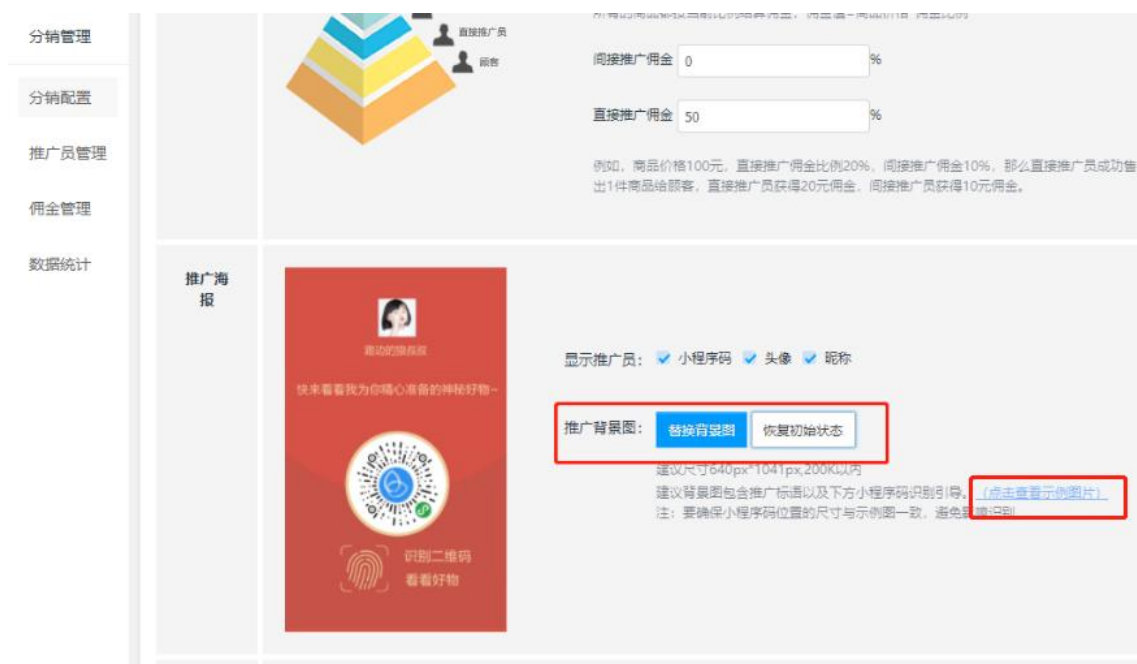 分销管理
分销配置
推广员管理
佣金管理
数据统计
直接推广员
顾客
间接推广佣金 0 %
直接推广佣金 50 %
例如，商品价格100元，直接推广佣金比例20%，间接推广佣金10%，那么直接推广员成功售
出1件商品给顾客，直接推广员获得20元佣金，间接推广员获得10元佣金。
推广海
报
快来看看我为你精心准备的神秘好物~
识别二维码
看看好物
显示推广员： 小程序码 头像 昵称
推广背景图： 替换背景图 恢复初始状态
建议尺寸640px*1041px,200K以内
建议背景图包含推广标语以及下方小程序码识别引导。（点击查看示例图片）
注：要确保小程序码位置的尺寸与示例图一致，避免影响识别